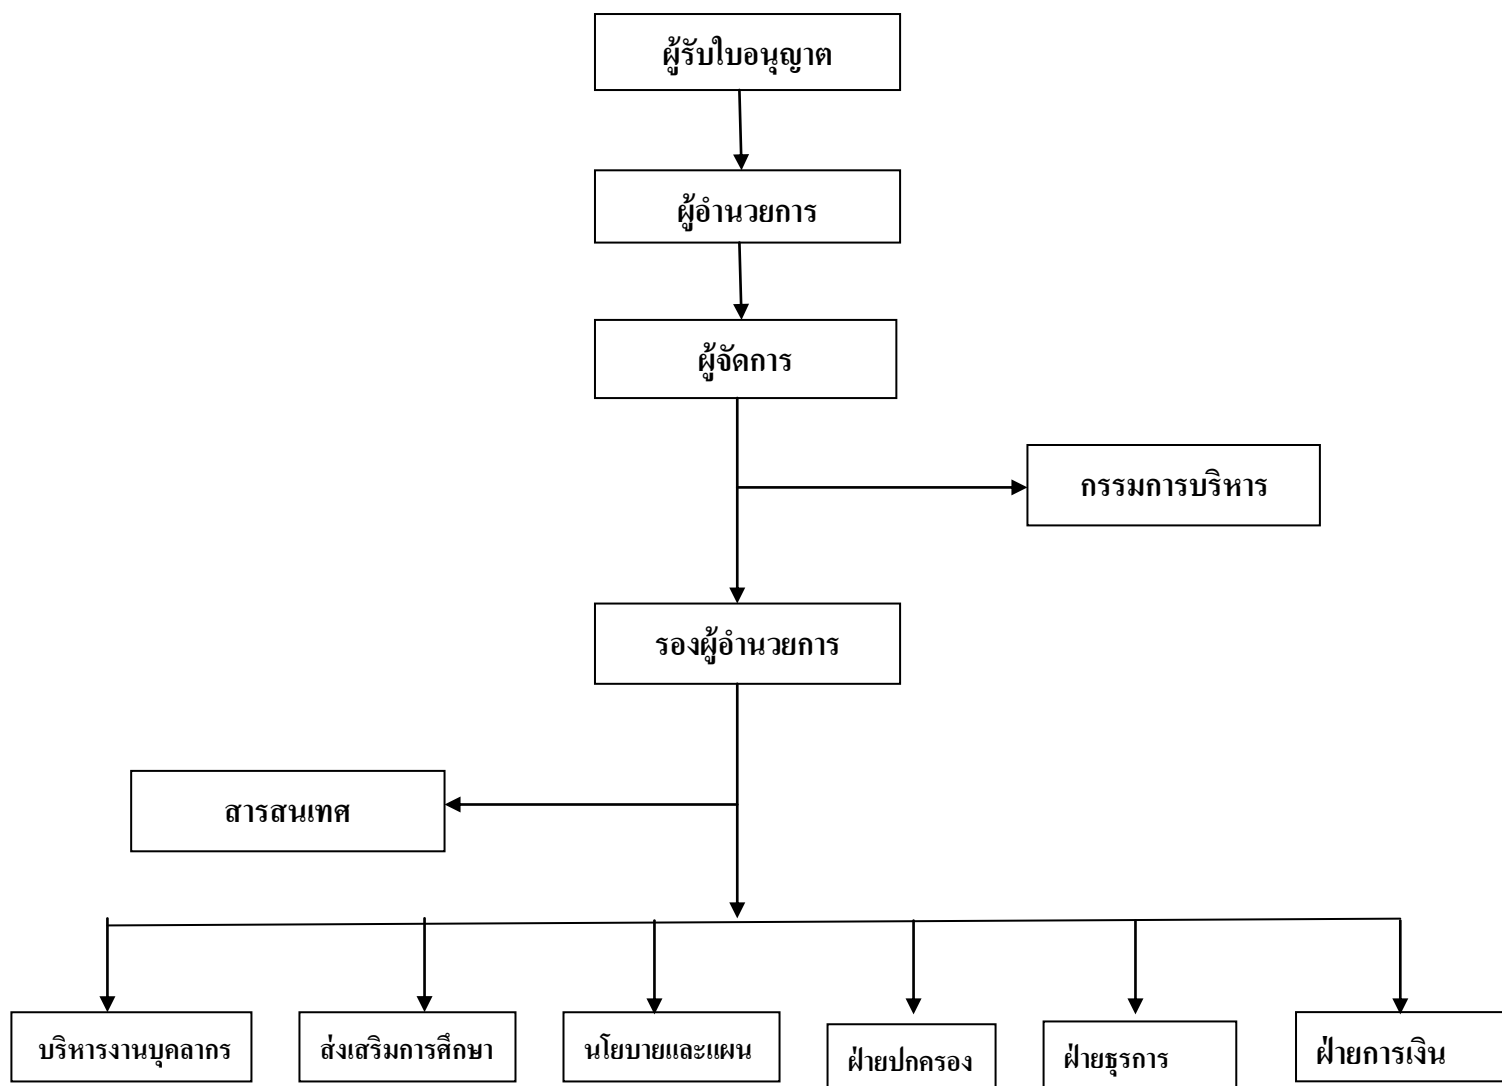 ผู้รับใบอนุญาต
ผู้อำนวยการ
ผู้จัดการ
กรรมการบริหาร
รองผู้อำนวยการ
สารสนเทศ
บริหารงานบุคลากร
ส่งเสริมการศึกษา
นโยบายและแผน
ฝ่ายปกครอง
ฝ่ายธุรการ
ฝ่ายการเงิน